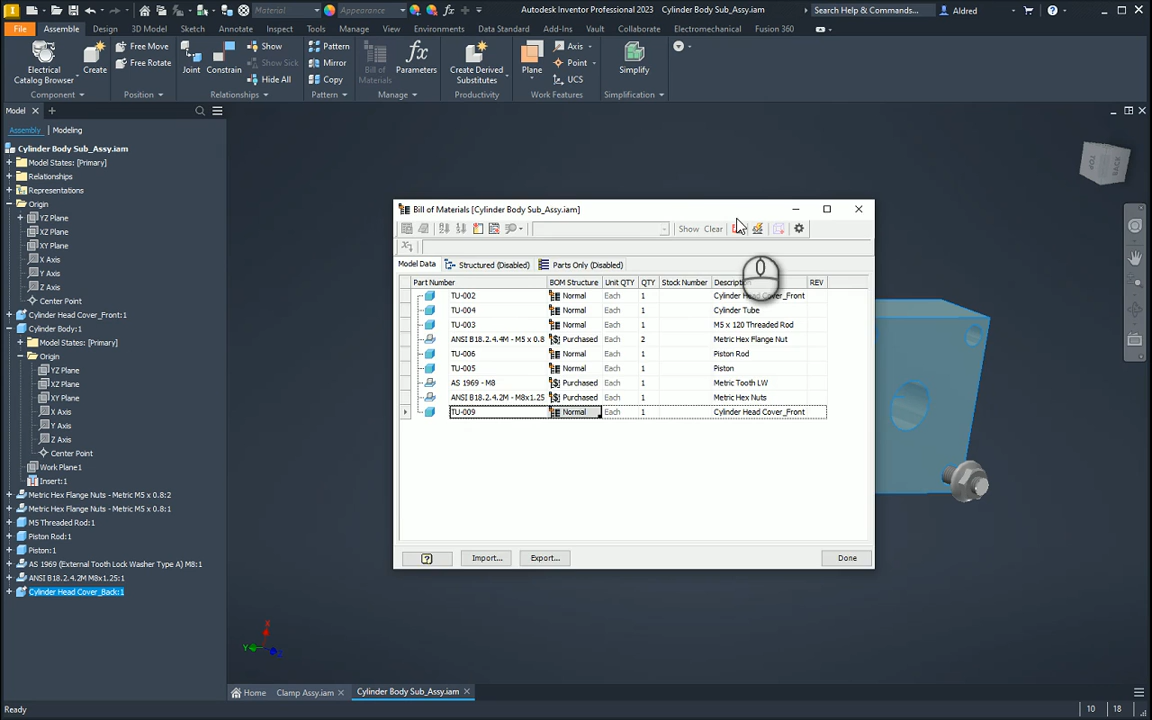 Material
Appearance
Autodesk Inventor Professional 2023 Cylinder Body Sub_Assy.iam
Search Help & Commands...
Aldred
File Assemble Design 3D Model Sketch Annotate Inspect Tools Manage View Environments Data Standard Add-Ins Vault Collaborate Electromechanical Fusion 360
Electrical Catalog Browser
Create
Free Move
Free Rotate
Joint
Constrain
Show
Show Sick
Hide All
Pattern
Mirror
Copy
Bill of Materials
Parameters
Create Derived Substitutes
Plane
Axis
Point
UCS
Simplify
Component Position Relationships Pattern Manage Productivity Work Features Simplification
Model
Assembly Modeling
Cylinder Body Sub_Assy.iam
Model States: [Primary]
Relationships
Representations
Origin
YZ Plane
XZ Plane
XY Plane
X Axis
Y Axis
Z Axis
Center Point
Cylinder Head Cover_Front:1
Cylinder Body:1
Model States: [Primary]
Origin
YZ Plane
XZ Plane
XY Plane
X Axis
Y Axis
Z Axis
Center Point
Work Plane1
Insert:1
Metric Hex Flange Nuts - Metric M5 x 0.8:2
Metric Hex Flange Nuts - Metric M5 x 0.8:1
M5 Threaded Rod:1
Piston Rod:1
Piston:1
AS 1969 (External Tooth Lock Washer Type A) M8:1
ANSI B18.2.4.2M M8x1.25:1
Cylinder Head Cover_Back:1
Bill of Materials [Cylinder Body Sub_Assy.iam]
Show Clear
Model Data Structured (Disabled) Parts Only (Disabled)
Part Number BOM Structure Unit QTY QTY Stock Number Description REV
TU-002 Normal Each 1 Cylinder Head Cover_Front
TU-004 Normal Each 1 Cylinder Tube
TU-003 Normal Each 1 M5 x 120 Threaded Rod
ANSI B18.2.4.4M - M5 x 0.8 Purchased Each 2 Metric Hex Flange Nut
TU-006 Normal Each 1 Piston Rod
TU-005 Normal Each 1 Piston
AS 1969 - M8 Purchased Each 1 Metric Tooth LW
ANSI B18.2.4.2M - M8x1.25 Purchased Each 1 Metric Hex Nuts
TU-009 Normal Each 1 Cylinder Head Cover_Front
Import... Export... Done
TOP
X
Y
Z
Home Clamp Assy.iam Cylinder Body Sub_Assy.iam
Ready 10 18